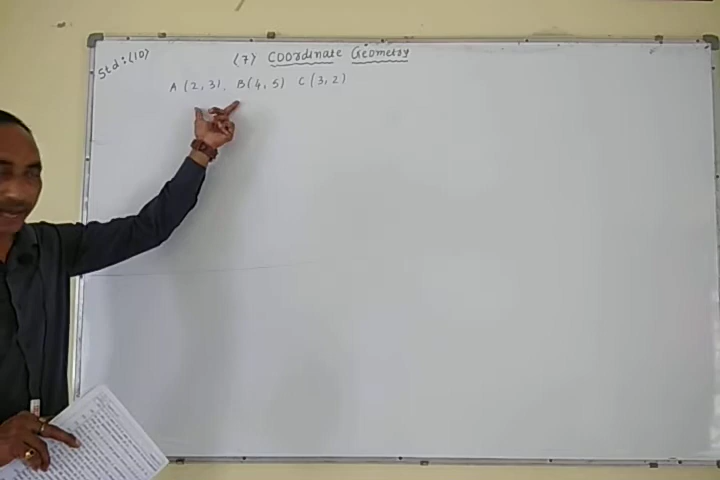 Std:(10)
(7) Coordinate Geometry
A (2, 3). B(4, 5) C (3, 2)